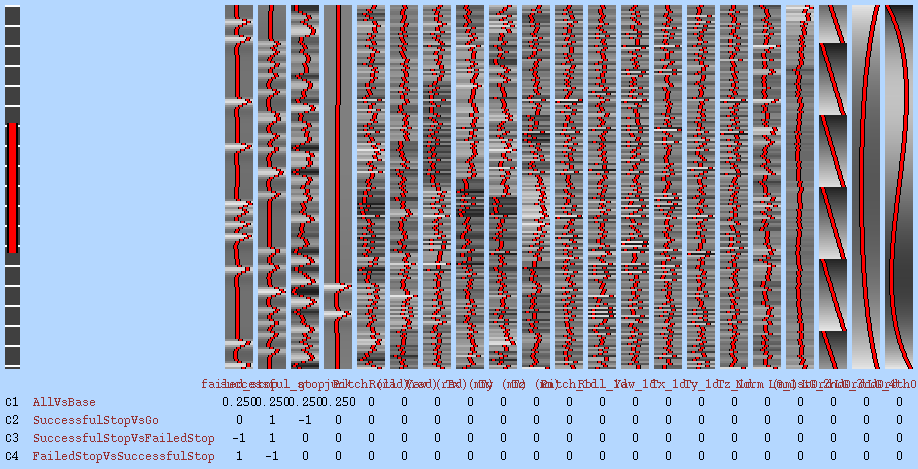 Yaw_1d Tx_1d Ty_1d Tz_1d
C1 AllVsBase 0.250 0.250 0.250 0.250 0 0 0 0 0 0 0 0 0 0 0 0 0 0 0 0 0
C2 SuccessfulStopVsGo 0 1 -1 0 0 0 0 0 0 0 0 0 0 0 0 0 0 0 0 0 0
C3 SuccessfulStopVsFailedStop -1 1 0 0 0 0 0 0 0 0 0 0 0 0 0 0 0 0 0 0 0
C4 FailedStopVsSuccessfulStop 1 -1 0 0 0 0 0 0 0 0 0 0 0 0 0 0 0 0 0 0 0